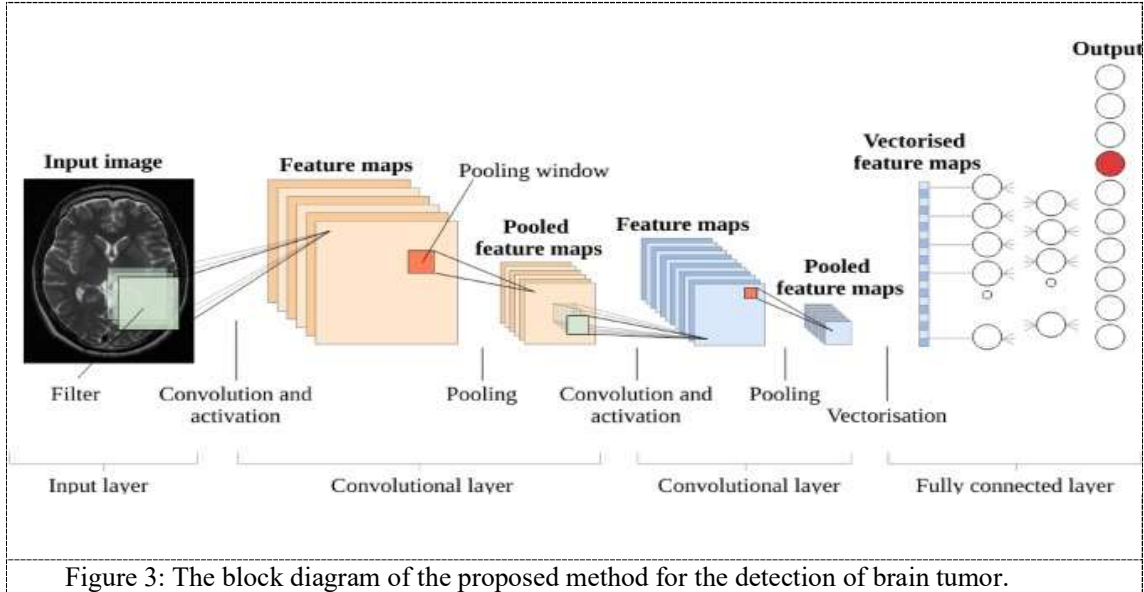 Output
Vectorised
feature maps
Input image
Feature maps
Pooling window
Pooled
feature maps
Feature maps
Pooled
feature maps
Filter
Convolution and
activation
Pooling
Convolution and
activation
Pooling
Vectorisation
Input layer
Convolutional layer
Convolutional layer
Fully connected layer
Figure 3: The block diagram of the proposed method for the detection of brain tumor.